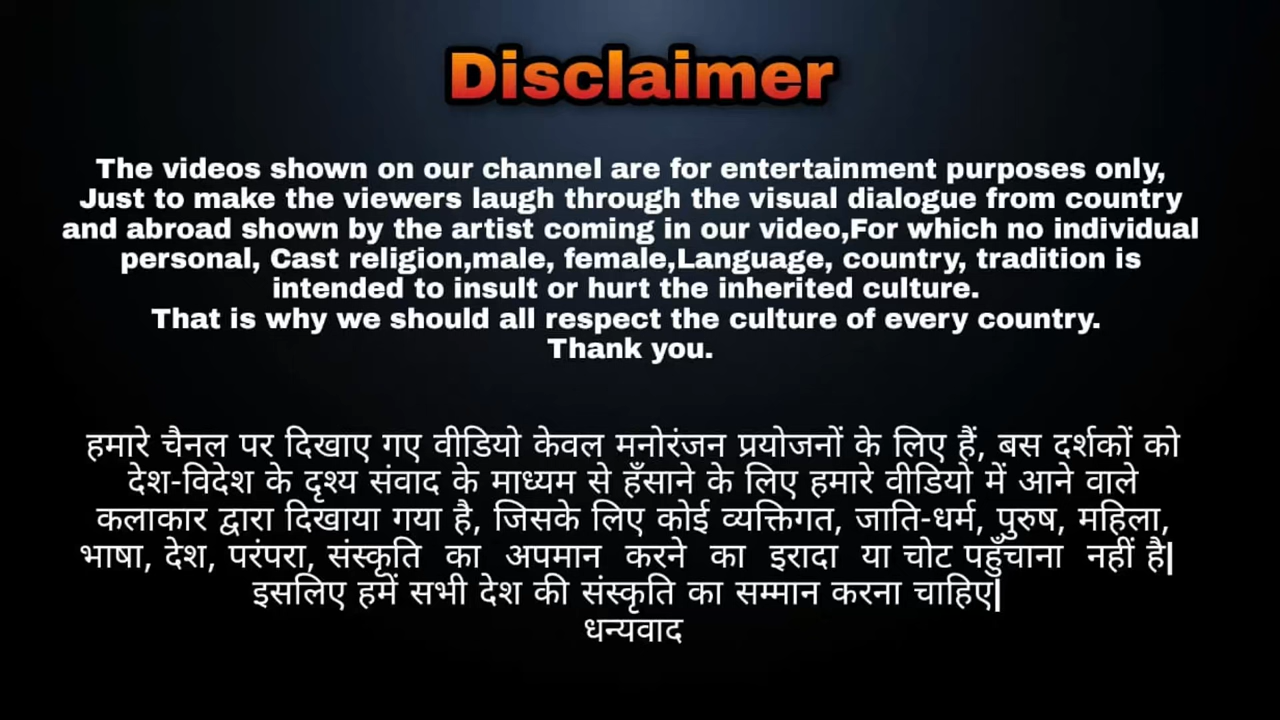 Disclaimer
The videos shown on our channel are for entertainment purposes only,
Just to make the viewers laugh through the visual dialogue from country
and abroad shown by the artist coming in our video,For which no individual
personal, Cast religion,male, female,Language, country, tradition is
intended to insult or hurt the inherited culture.
That is why we should all respect the culture of every country.
Thank you.
हमारे चैनल पर दिखाए गए वीडियो केवल मनोरंजन प्रयोजनों के लिए हैं, बस दर्शकों को
देश-विदेश के दृश्य संवाद के माध्यम से हँसाने के लिए हमारे वीडियो में आने वाले
कलाकार द्वारा दिखाया गया है, जिसके लिए कोई व्यक्तिगत, जाति-धर्म, पुरुष, महिला,
भाषा, देश, परंपरा, संस्कृति का अपमान करने का इरादा या चोट पहुँचाना नहीं है|
इसलिए हमें सभी देश की संस्कृति का सम्मान करना चाहिए|
धन्यवाद